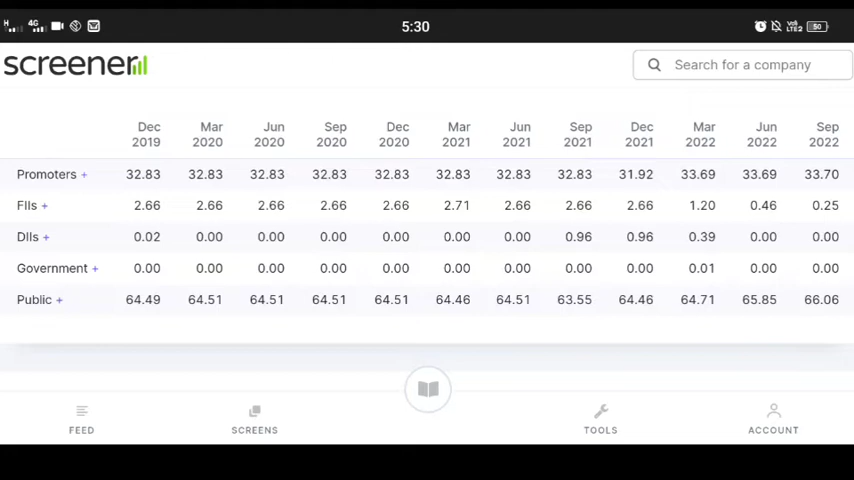 H 4G 5:30 Vol) LTE2 50
screener Search for a company
Dec Mar Jun Sep Dec Mar Jun Sep Dec Mar Jun Sep
2019 2020 2020 2020 2020 2021 2021 2021 2021 2022 2022 2022
Promoters + 32.83 32.83 32.83 32.83 32.83 32.83 32.83 32.83 31.92 33.69 33.69 33.70
FIIs + 2.66 2.66 2.66 2.66 2.66 2.71 2.66 2.66 2.66 1.20 0.46 0.25
DIIs + 0.02 0.00 0.00 0.00 0.00 0.00 0.00 0.96 0.96 0.39 0.00 0.00
Government + 0.00 0.00 0.00 0.00 0.00 0.00 0.00 0.00 0.00 0.01 0.00 0.00
Public + 64.49 64.51 64.51 64.51 64.51 64.46 64.51 63.55 64.46 64.71 65.85 66.06
FEED SCREENS TOOLS ACCOUNT